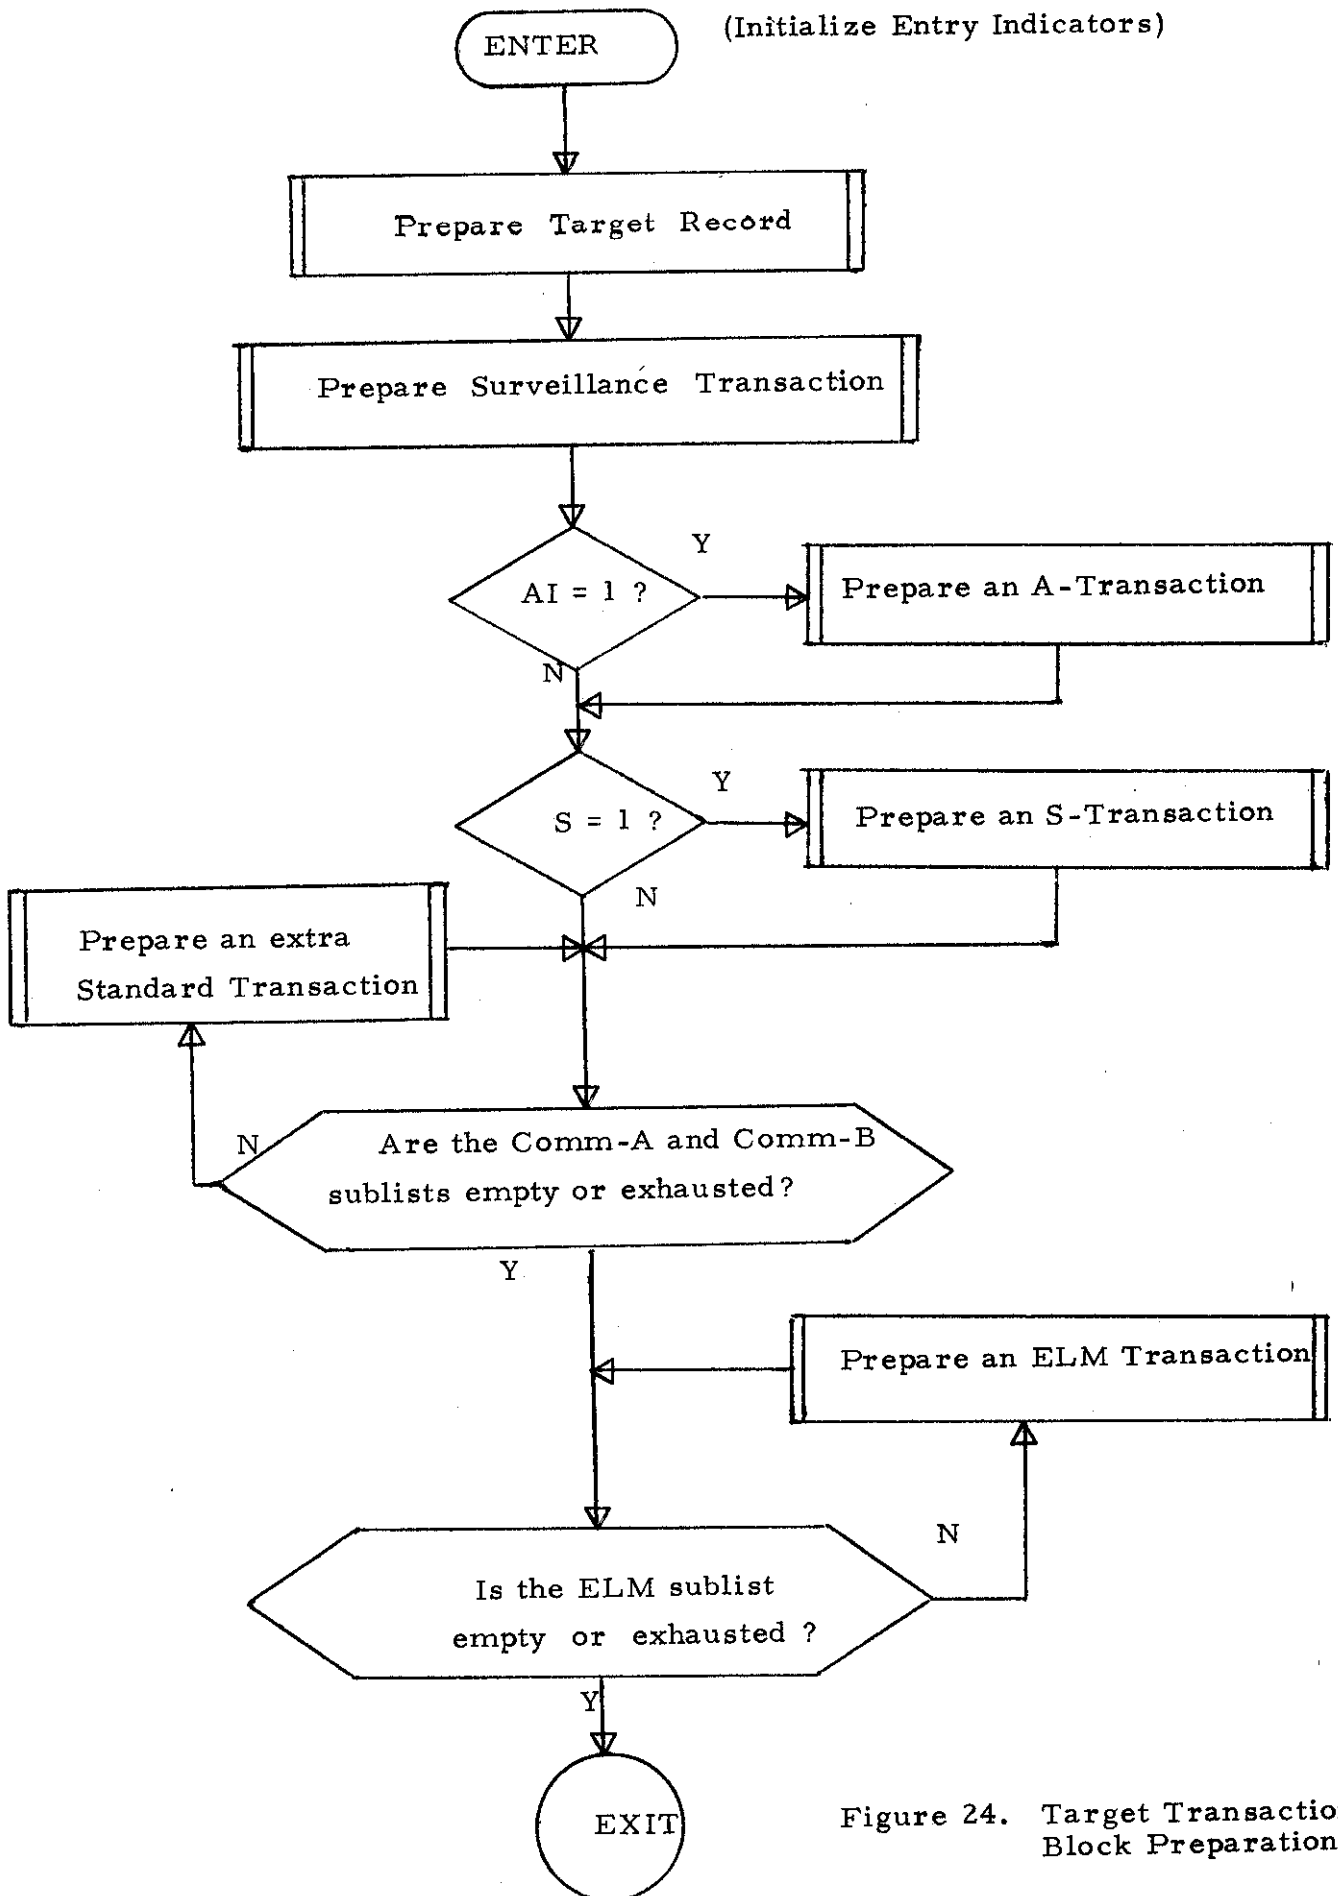 ENTER
(Initialize Entry Indicators)
Prepare Target Record
Prepare Surveillance Transaction
AI = 1 ?
Y
Prepare an A-Transaction
N
S = 1 ?
Y
Prepare an S-Transaction
N
Prepare an extra
Standard Transaction
N
Are the Comm-A and Comm-B
sublists empty or exhausted?
Y
Prepare an ELM Transaction
N
Is the ELM sublist
empty or exhausted ?
Y
EXIT
Figure 24. Target Transactio
Block Preparation